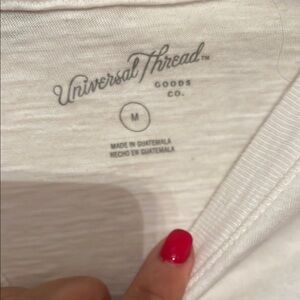 Universal Thread™
GOODS
CO.
M
MADE IN GUATEMALA
HECHO EN GUATEMALA